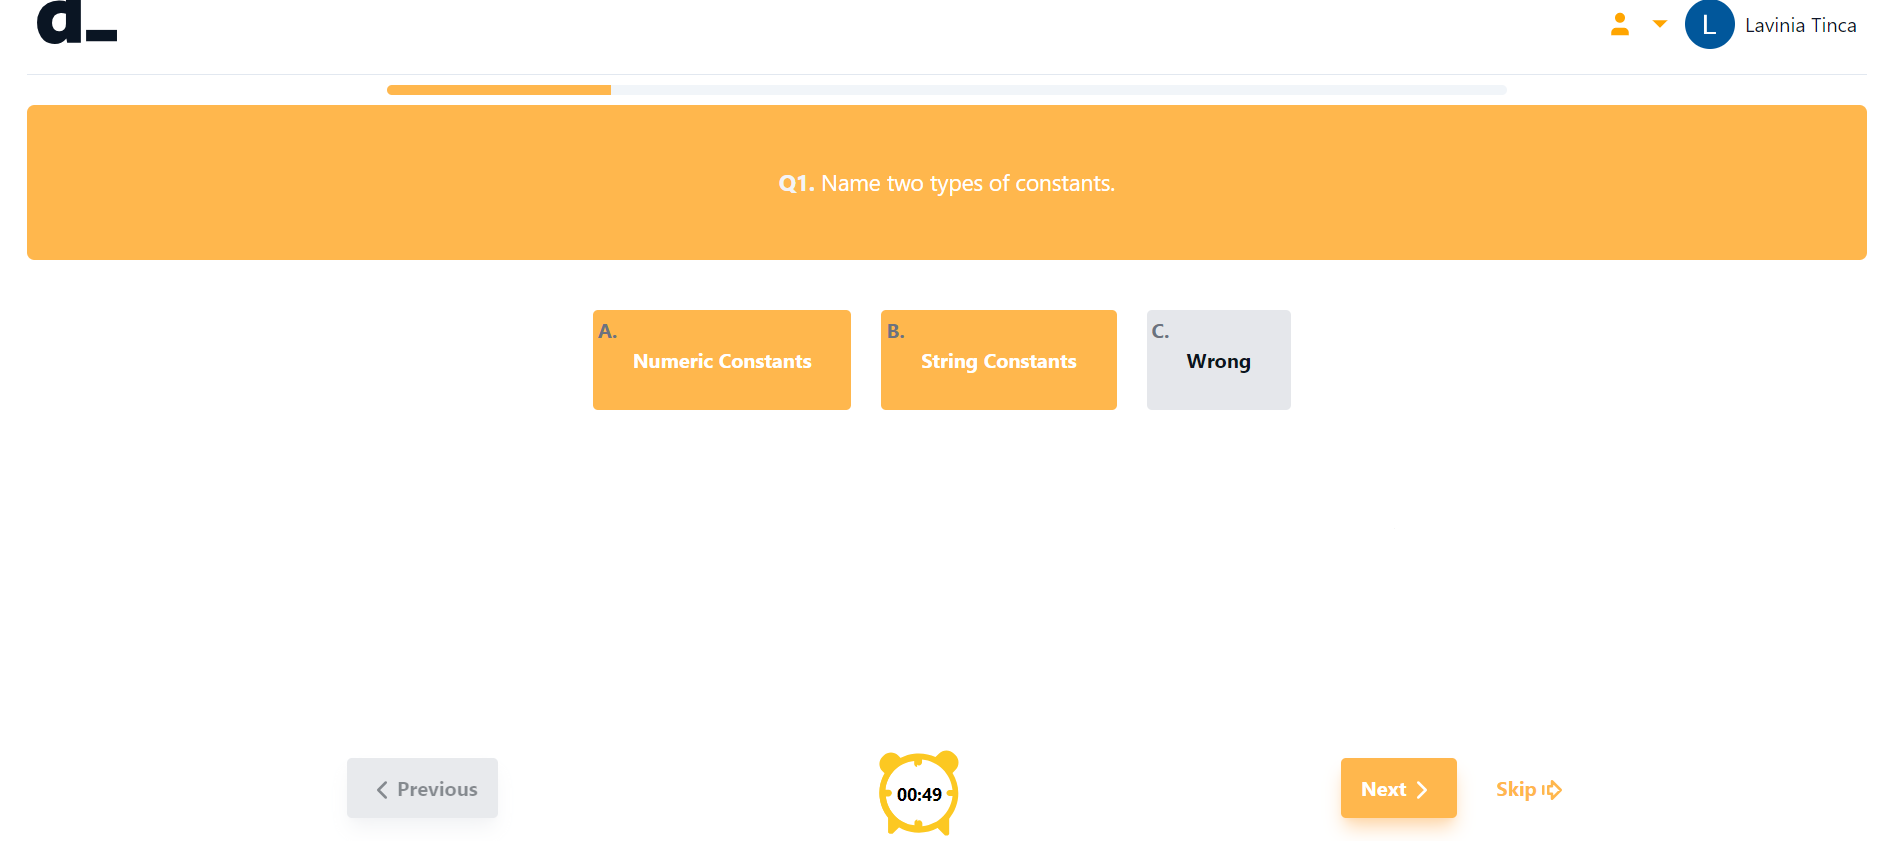 d_
L Lavinia Tinca
Q1. Name two types of constants.
A. B. C.
Numeric Constants String Constants Wrong
Previous 00:49 Next Skip